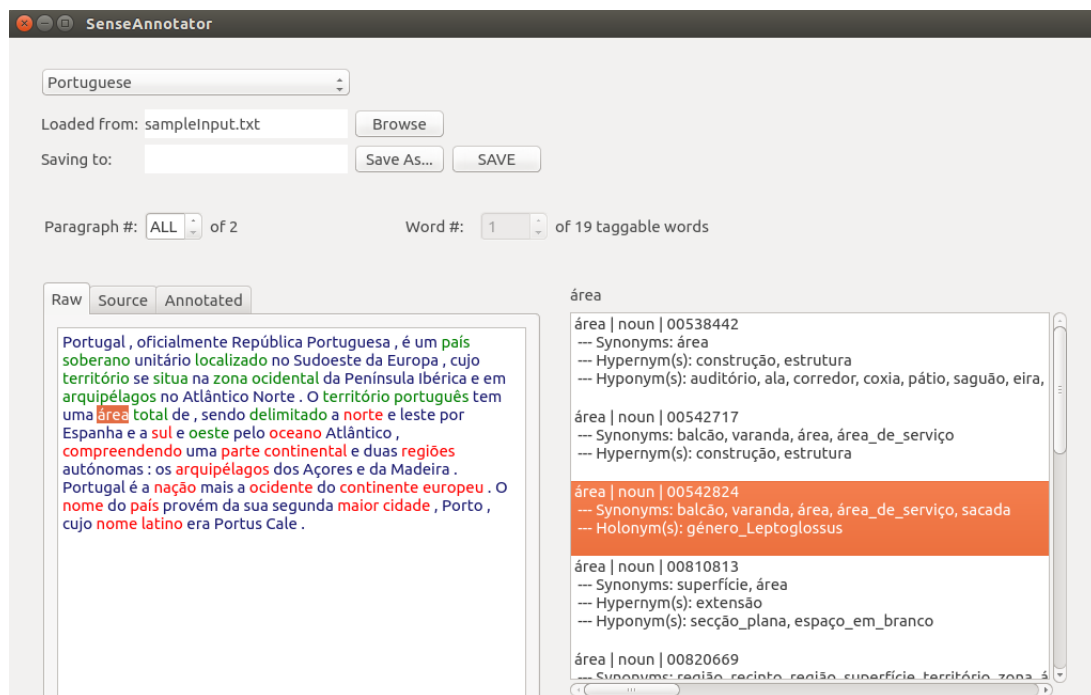 SenseAnnotator
Portuguese
Loaded from: sampleInput.txt Browse
Saving to: Save As... SAVE
Paragraph #: ALL of 2 Word #: 1 of 19 taggable words
Raw Source Annotated
Portugal , oficialmente República Portuguesa , é um país
soberano unitário localizado no Sudoeste da Europa , cujo
território se situa na zona ocidental da Península Ibérica e em
arquipélagos no Atlântico Norte . O território português tem
uma área total de , sendo delimitado a norte e leste por
Espanha e a sul e oeste pelo oceano Atlântico ,
compreendendo uma parte continental e duas regiões
autónomas : os arquipélagos dos Açores e da Madeira .
Portugal é a nação mais a ocidente do continente europeu . O
nome do país provém da sua segunda maior cidade , Porto ,
cujo nome latino era Portus Cale .
área
área | noun | 00538442
--- Synonyms: área
--- Hypernym(s): construção, estrutura
--- Hyponym(s): auditório, ala, corredor, coxia, pátio, saguão, eira,
área | noun | 00542717
--- Synonyms: balcão, varanda, área, área_de_serviço
--- Hypernym(s): construção, estrutura
área | noun | 00542824
--- Synonyms: balcão, varanda, área, área_de_serviço, sacada
--- Holonym(s): género_Leptoglossus
área | noun | 00810813
--- Synonyms: superfície, área
--- Hypernym(s): extensão
--- Hyponym(s): secção_plana, espaço_em_branco
área | noun | 00820669
--- Synonyms: região, recinto, região, superfície, território, zona, á